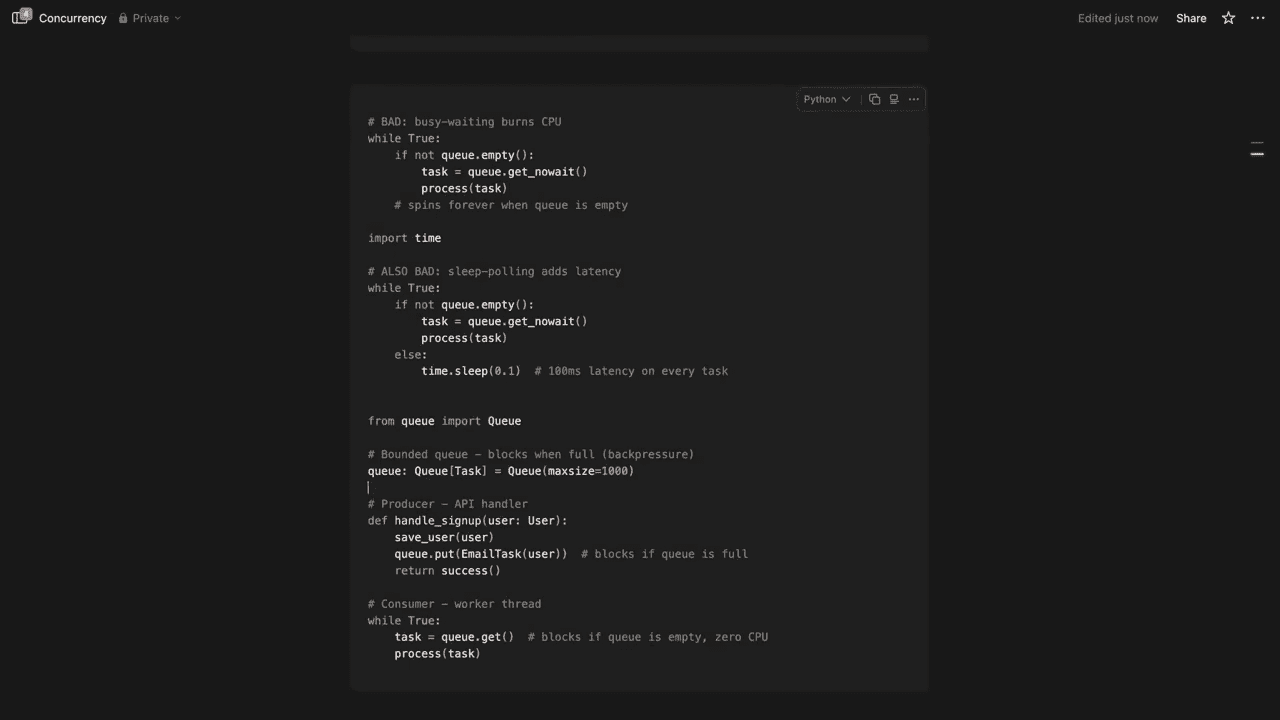 4
Concurrency
Private
Edited just now
Share
Python
# BAD: busy-waiting burns CPU
while True:
    if not queue.empty():
        task = queue.get_nowait()
        process(task)
    # spins forever when queue is empty

import time

# ALSO BAD: sleep-polling adds latency
while True:
    if not queue.empty():
        task = queue.get_nowait()
        process(task)
    else:
        time.sleep(0.1)  # 100ms latency on every task


from queue import Queue

# Bounded queue - blocks when full (backpressure)
queue: Queue[Task] = Queue(maxsize=1000)

# Producer - API handler
def handle_signup(user: User):
    save_user(user)
    queue.put(EmailTask(user))  # blocks if queue is full
    return success()

# Consumer - worker thread
while True:
    task = queue.get()  # blocks if queue is empty, zero CPU
    process(task)